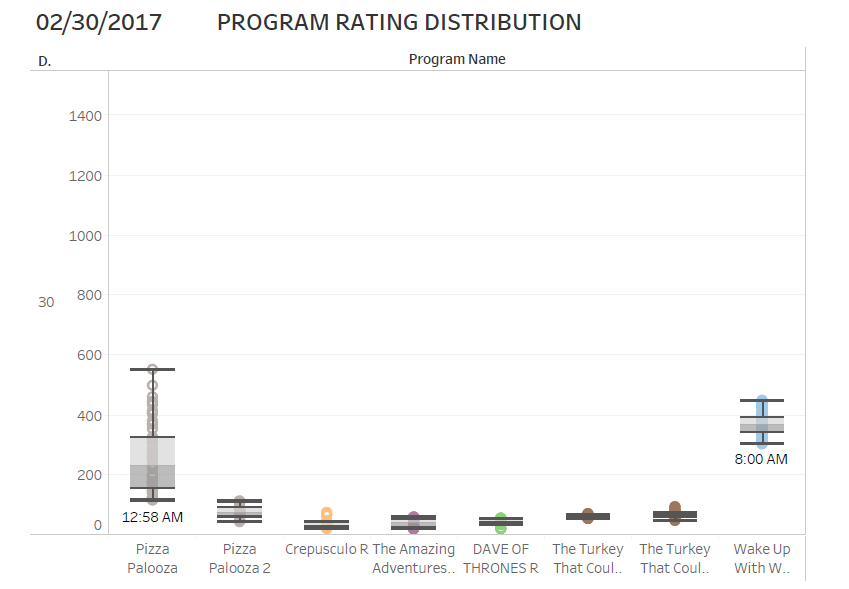 02/30/2017 PROGRAM RATING DISTRIBUTION
D. Program Name
1400
1200
1000
30 800
600
400
200
0
12:58 AM
8:00 AM
Pizza Palooza
Pizza Palooza 2
Crepusculo R
The Amazing Adventures..
DAVE OF THRONES R
The Turkey That Coul..
The Turkey That Coul..
Wake Up With W..